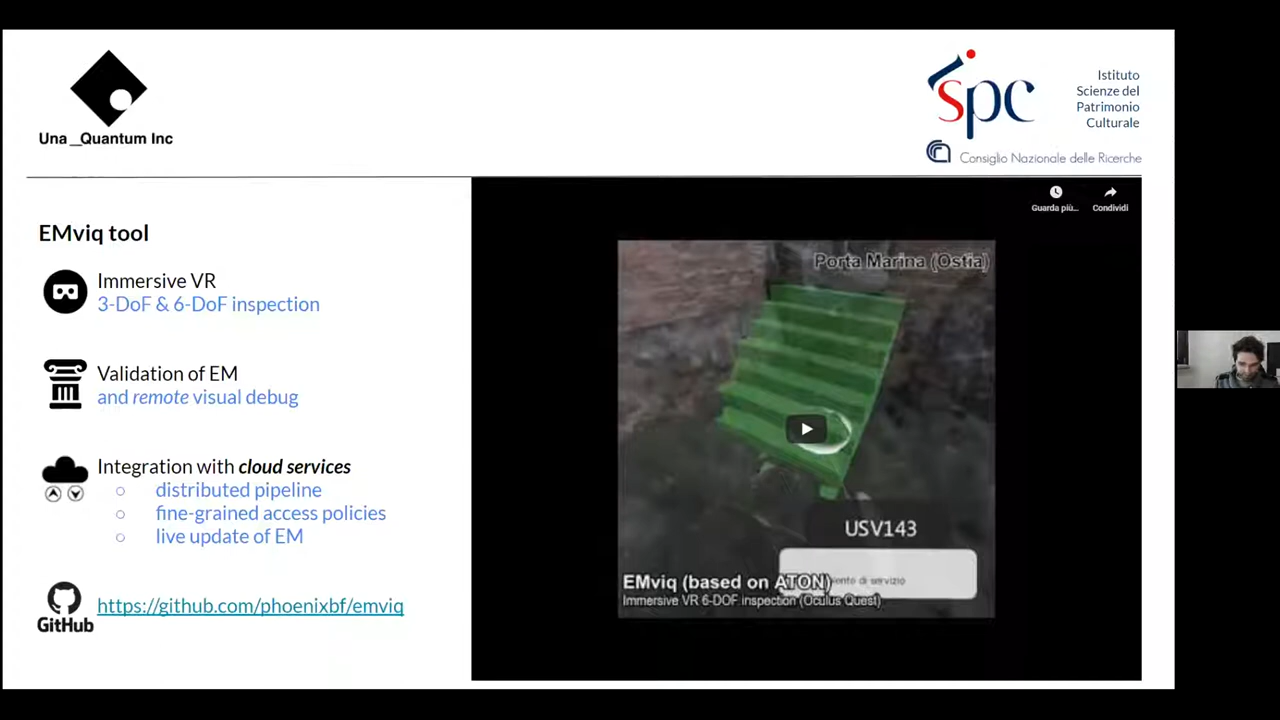 Una_Quantum Inc
spc
Istituto
Scienze del
Patrimonio
Culturale
Consiglio Nazionale delle Ricerche
EMviq tool
Immersive VR
3-DoF & 6-DoF inspection
Validation of EM
and remote visual debug
Integration with cloud services
distributed pipeline
fine-grained access policies
live update of EM
GitHub
https://github.com/phoenixbf/emviq
Guarda più...
Condividi
Porta Marina (Ostia)
USV143
di servizio
EMviq (based on ATON)
Immersive VR 6-DOF inspection (Oculus Quest)